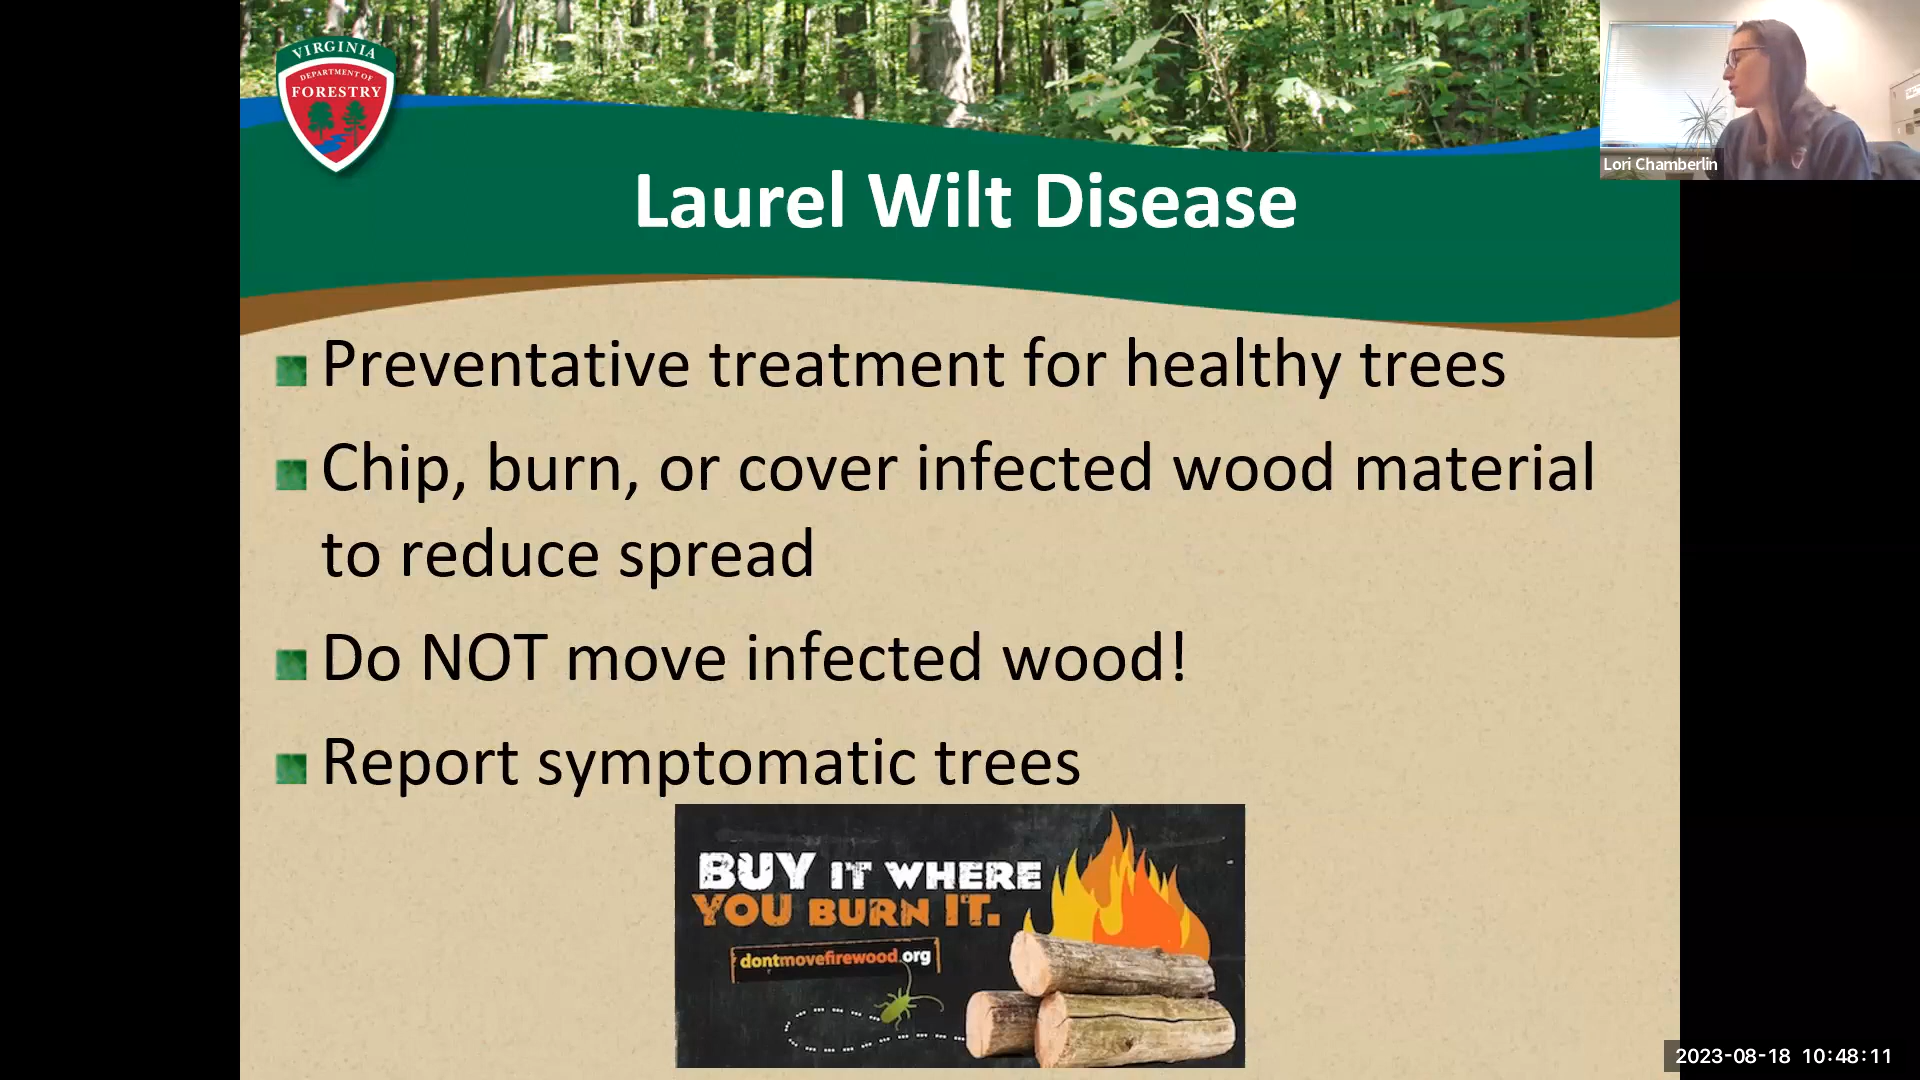 VIRGINIA
DEPARTMENT OF
FORESTRY
Lori Chamberlin
Laurel Wilt Disease
Preventative treatment for healthy trees
Chip, burn, or cover infected wood material
to reduce spread
Do NOT move infected wood!
Report symptomatic trees
BUY IT WHERE
YOU BURN IT.
dontmovefirewood.org
2023-08-18 10:48:11